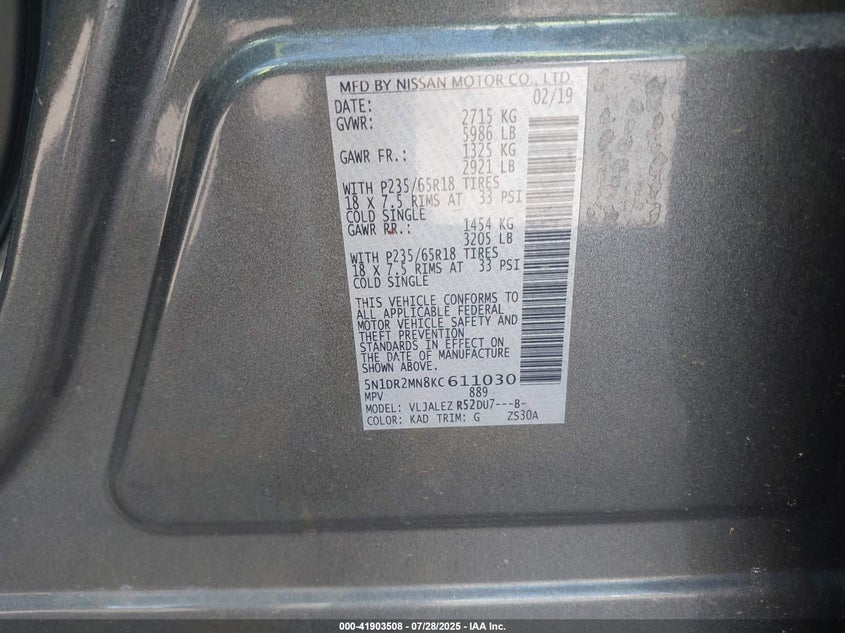 MFD BY NISSAN MOTOR CO., LTD.
DATE: 02/19
GVWR: 2715 KG
5986 LB
GAWR FR.: 1325 KG
2921 LB
WITH P235/65R18 TIRES
18 X 7.5 RIMS AT 33 PSI
COLD SINGLE
GAWR RR.: 1454 KG
3205 LB
WITH P235/65R18 TIRES
18 X 7.5 RIMS AT 33 PSI
COLD SINGLE
THIS VEHICLE CONFORMS TO
ALL APPLICABLE FEDERAL
MOTOR VEHICLE SAFETY AND
THEFT PREVENTION
STANDARDS IN EFFECT ON
THE DATE OF MANUFACTURE
SHOWN ABOVE.
5N1DR2MN8KC611030
MPV 889
MODEL: VLJALEZ R52DU7---B-
COLOR: KAD TRIM: G ZS30A
000-41903508 - 07/28/2025 - IAA Inc.